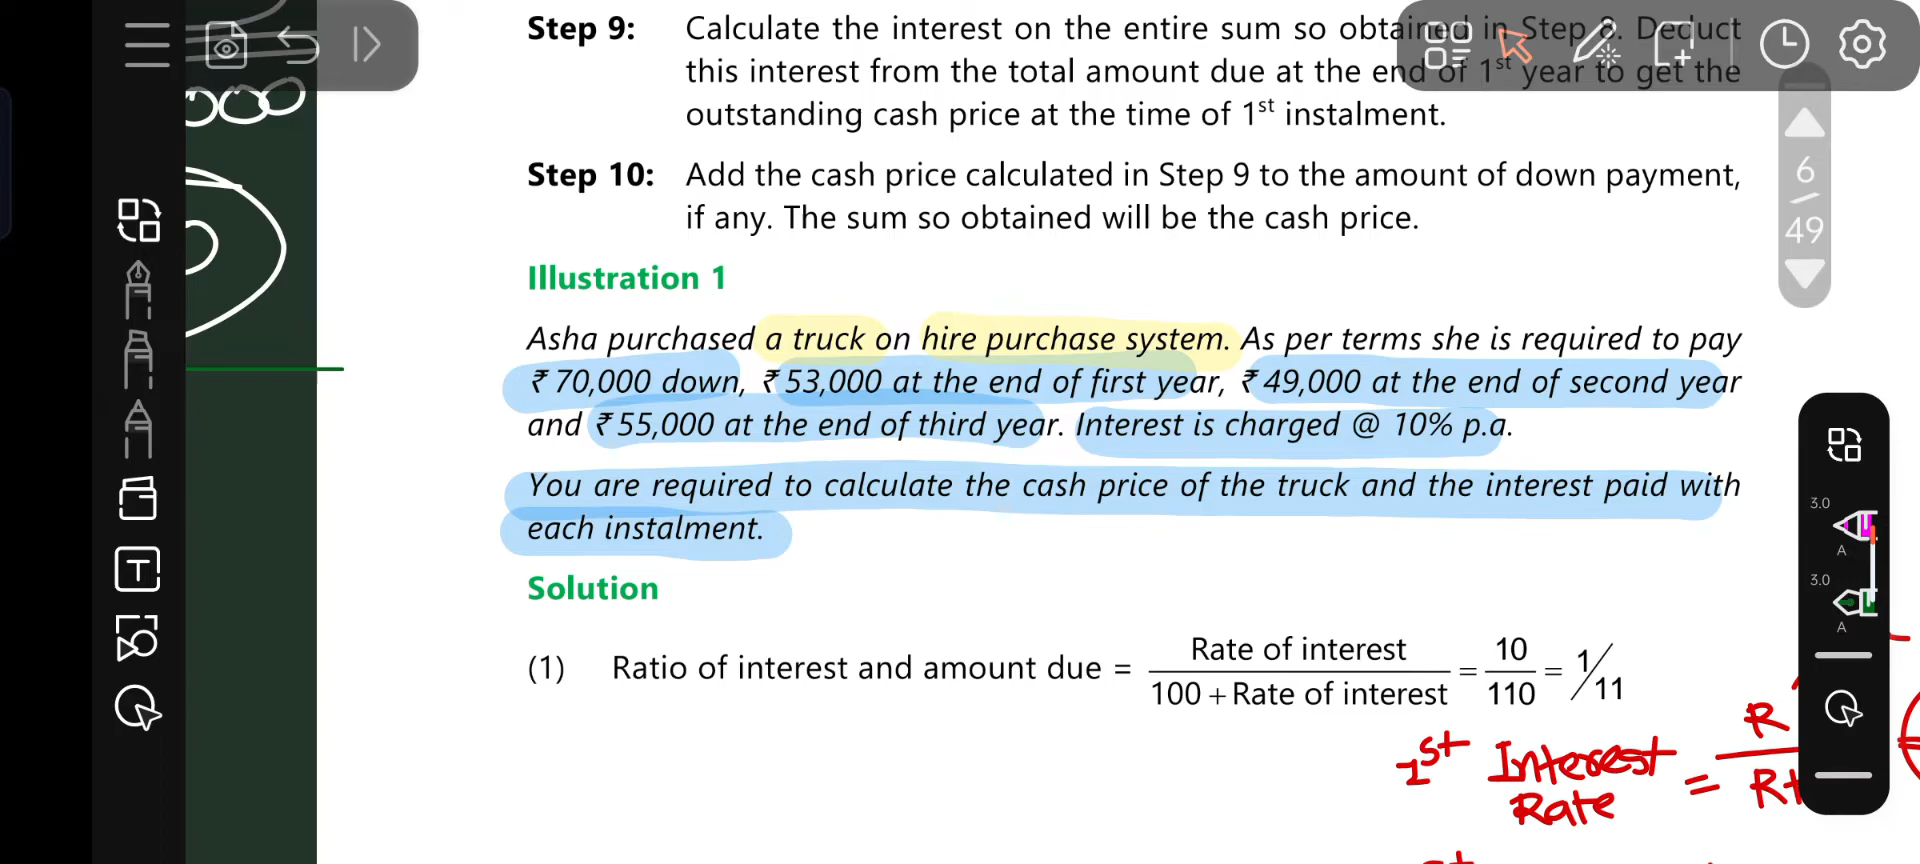 Step 9: Calculate the interest on the entire sum so obtained in Step 8. Deduct
this interest from the total amount due at the end of 1st year to get the
outstanding cash price at the time of 1st instalment.
Step 10: Add the cash price calculated in Step 9 to the amount of down payment,
if any. The sum so obtained will be the cash price.
6
49
Illustration 1
Asha purchased a truck on hire purchase system. As per terms she is required to pay
₹ 70,000 down, ₹ 53,000 at the end of first year, ₹ 49,000 at the end of second year
and ₹ 55,000 at the end of third year. Interest is charged @ 10% p.a.
You are required to calculate the cash price of the truck and the interest paid with
each instalment.
3.0
A
3.0
A
Solution
(1) Ratio of interest and amount due = Rate of interest / 100 + Rate of interest = 10 / 110 = 1/11
1st Interest Rate = R